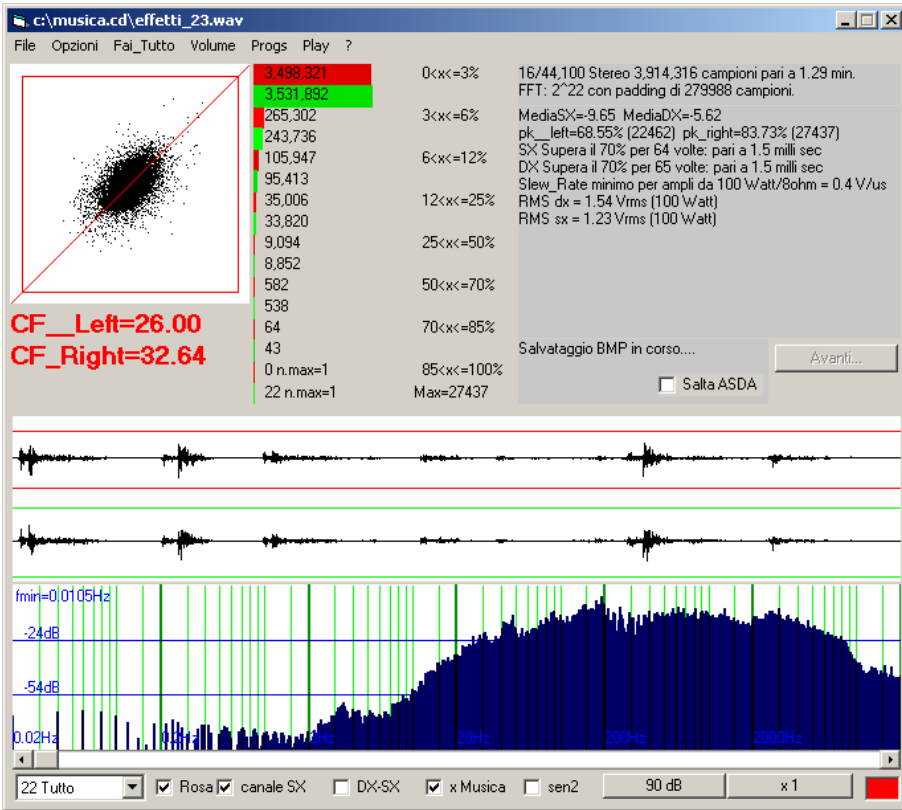 c:\musica.cd\effetti_23.wav
File Opzioni Fai_Tutto Volume Progs Play ?
3,498,321 0<x<=3%
3,531,892
265,302 3<x<=6%
243,736
105,947 6<x<=12%
95,413
35,006 12<x<=25%
33,820
9,094 25<x<=50%
8,852
582 50<x<=70%
538
64 70<x<=85%
43
0 n.max=1 85<x<=100%
22 n.max=1 Max=27437
16/44,100 Stereo 3,914,316 campioni pari a 1.29 min.
FFT: 2^22 con padding di 279988 campioni.
MediaSX=-9.65 MediaDX=-5.62
pk__left=68.55% (22462) pk_right=83.73% (27437)
SX Supera il 70% per 64 volte: pari a 1.5 milli sec
DX Supera il 70% per 65 volte: pari a 1.5 milli sec
Slew_Rate minimo per ampli da 100 Watt/8ohm = 0.4 V/us
RMS dx = 1.54 Vrms (100 Watt)
RMS sx = 1.23 Vrms (100 Watt)
CF__Left=26.00
CF_Right=32.64
Salvataggio BMP in corso....
Avanti...
Salta ASDA
fmin=0.0105Hz
-24dB
-54dB
0.02Hz 0.2Hz 2Hz 20Hz 200Hz 2000Hz
22 Tutto Rosa canale SX DX-SX x Musica sen2 90 dB x 1